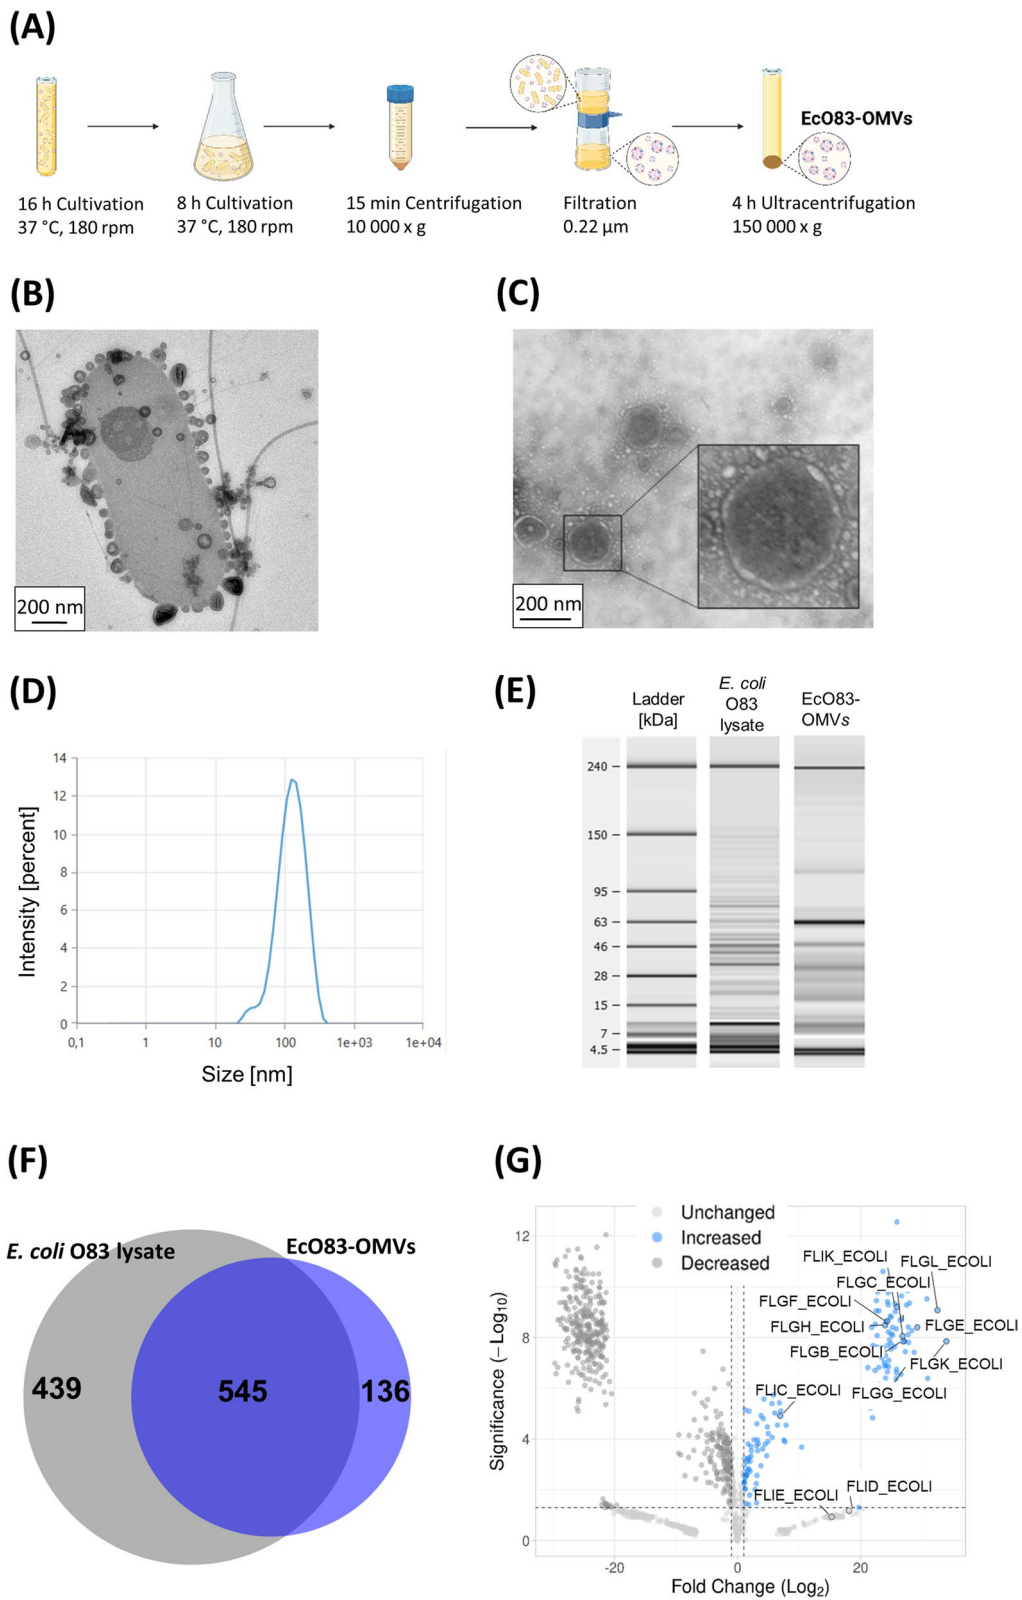 (A)
EcO83-OMVs
16 h Cultivation
37 °C, 180 rpm
8 h Cultivation
37 °C, 180 rpm
15 min Centrifugation
10 000 x g
Filtration
0.22 µm
4 h Ultracentrifugation
150 000 x g
(B)
200 nm
(C)
200 nm
(D)
Intensity [percent]
14
12
10
8
6
4
2
0
0,1
1
10
100
1e+03
1e+04
Size [nm]
(E)
Ladder
[kDa]
E. coli
O83
lysate
EcO83-
OMVs
240
150
95
63
46
28
15
7
4.5
(F)
E. coli O83 lysate
EcO83-OMVs
439
545
136
(G)
Unchanged
Increased
Decreased
Significance (−Log10)
12
8
4
0
FLIK_ECOLI
FLGL_ECOLI
FLGC_ECOLI
FLGF_ECOLI
FLGH_ECOLI
FLGE_ECOLI
FLGB_ECOLI
FLGK_ECOLI
FLIC_ECOLI
FLGG_ECOLI
FLIE_ECOLI
FLID_ECOLI
-20
0
20
Fold Change (Log2)